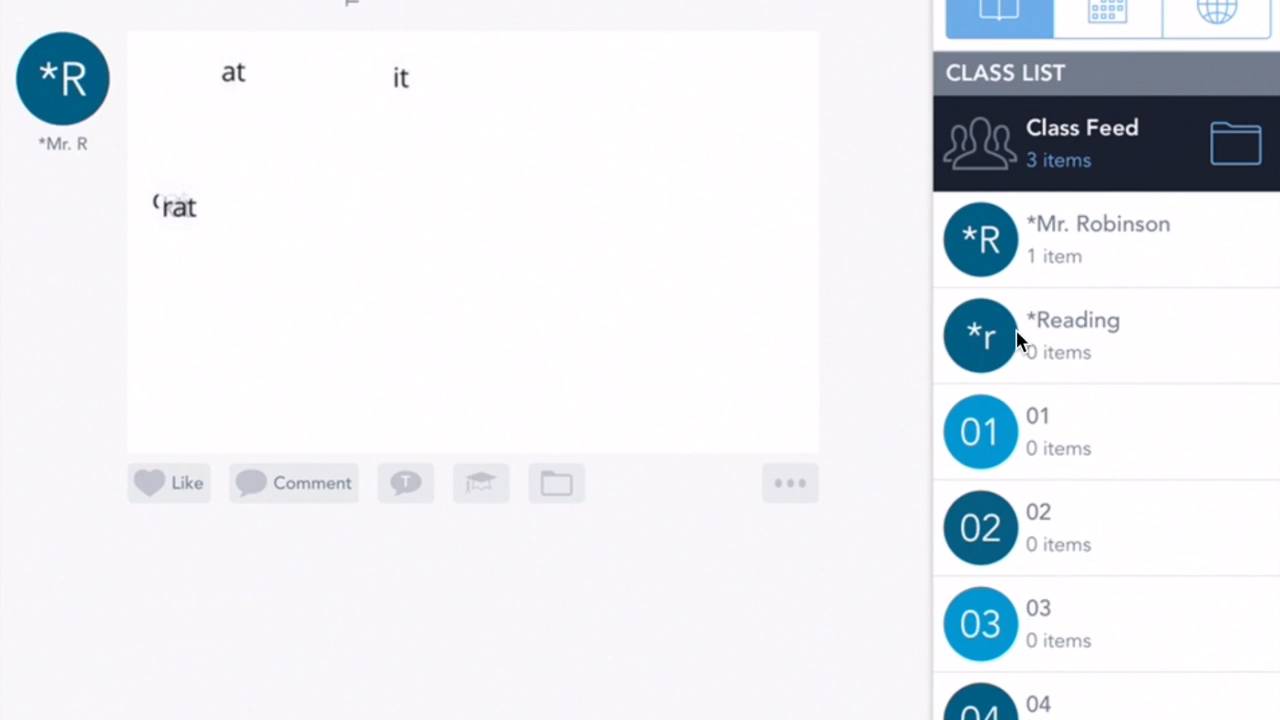 *R
*Mr. R
at it
rat
Like Comment
T
CLASS LIST
Class Feed
3 items
*R
*Mr. Robinson
1 item
*r
*Reading
0 items
01
01
0 items
02
02
0 items
03
03
0 items
04
04